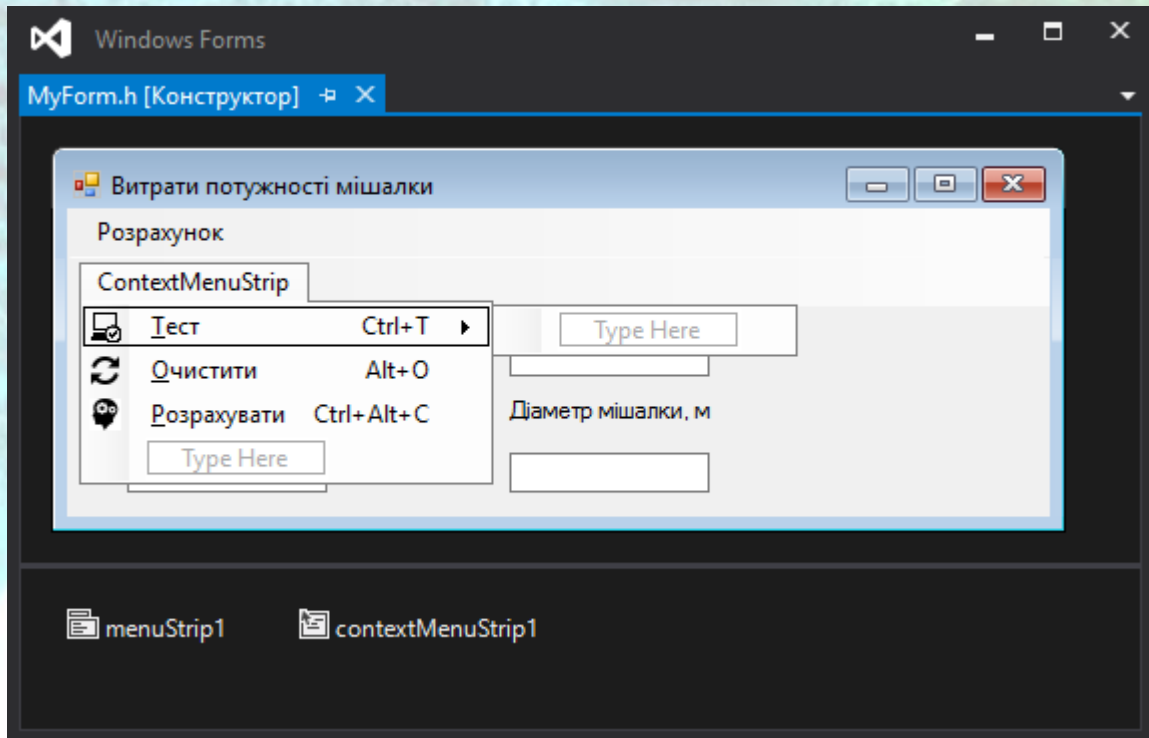 Windows Forms
MyForm.h [Конструктор]
Витрати потужності мішалки
Розрахунок
ContextMenuStrip
Тест Ctrl+T
Type Here
Очистити Alt+O
Розрахувати Ctrl+Alt+C
Діаметр мішалки, м
Type Here
menuStrip1
contextMenuStrip1